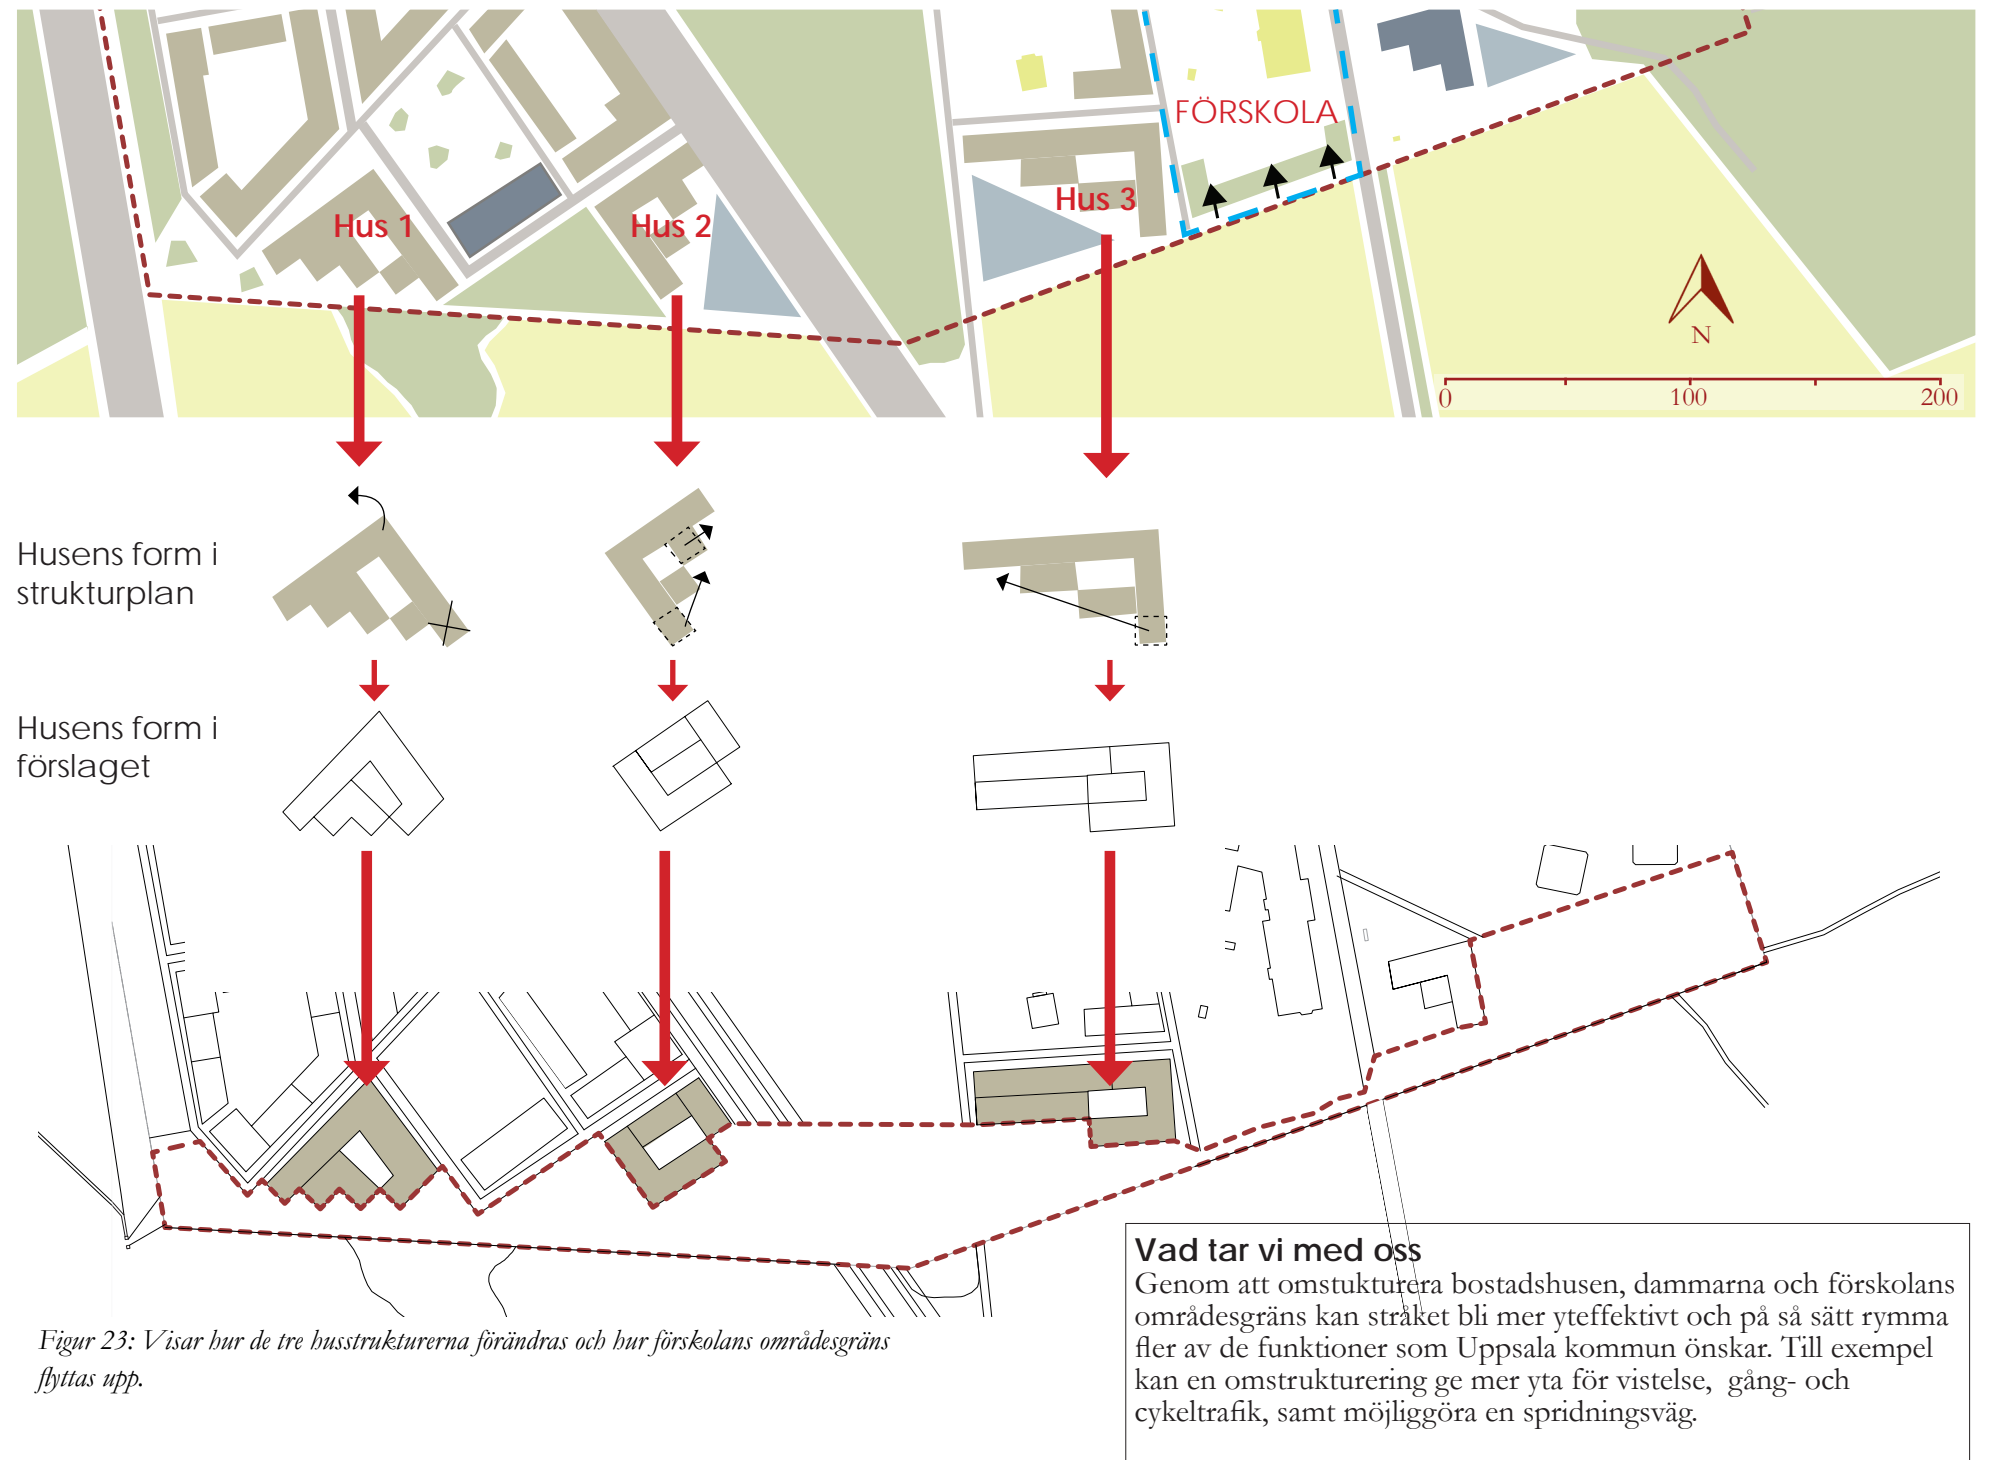 FÖRSKOLA
Hus 1
Hus 2
Hus 3
N
0 100 200
Husens form i
strukturplan
Husens form i
förslaget
Figur 23: Visar hur de tre husstrukturerna förändras och hur förskolans områdesgräns
flyttas upp.
Vad tar vi med oss
Genom att omstukturera bostadshusen, dammarna och förskolans
områdesgräns kan stråket bli mer yteffektivt och på så sätt rymma
fler av de funktioner som Uppsala kommun önskar. Till exempel
kan en omstrukturering ge mer yta för vistelse, gång- och
cykeltrafik, samt möjliggöra en spridningsväg.